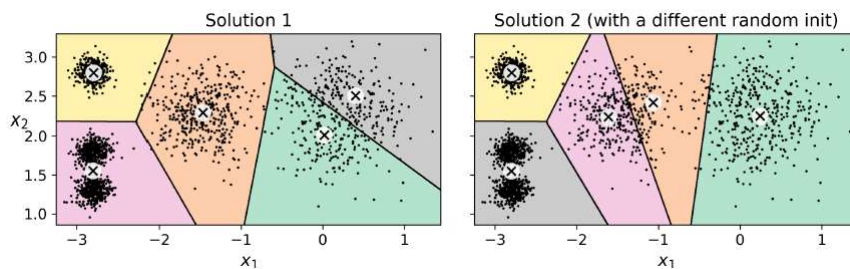 Solution 1
Solution 2 (with a different random init)
3.0
2.5
x2
2.0
1.5
1.0
−3 −2 −1 0 1
−3 −2 −1 0 1
x1
x1